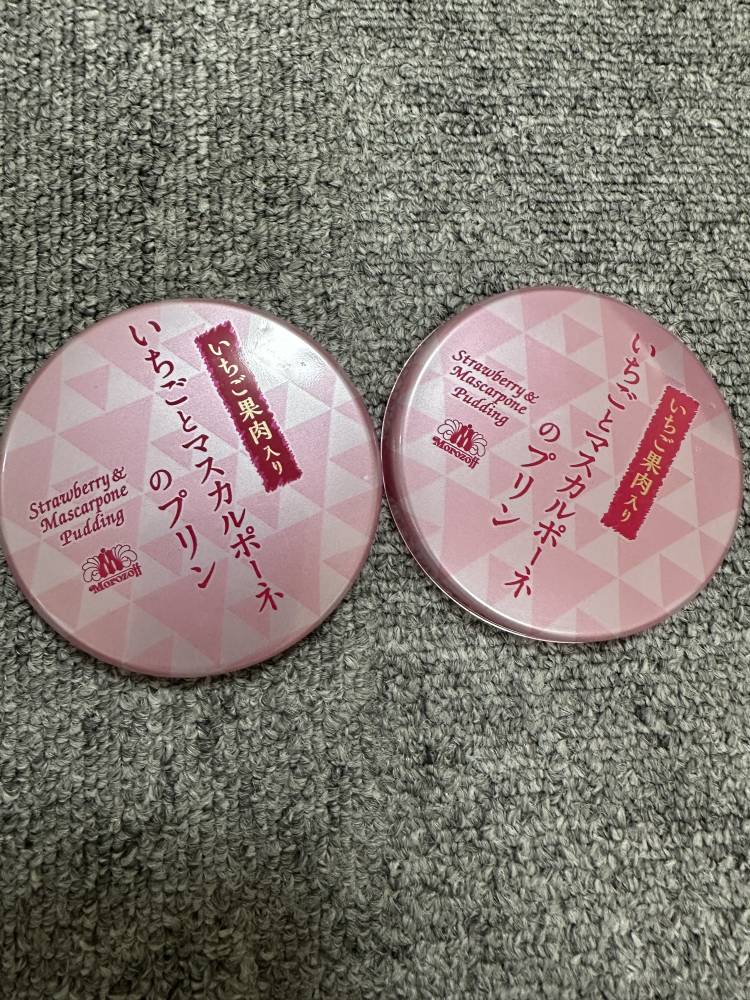 いちご果肉入り
いちごとマスカルポーネ
のプリン
Strawberry &
Mascarpone
Pudding
Morozoff
いちご果肉入り
いちごとマスカルポーネ
のプリン
Strawberry &
Mascarpone
Pudding
Morozoff